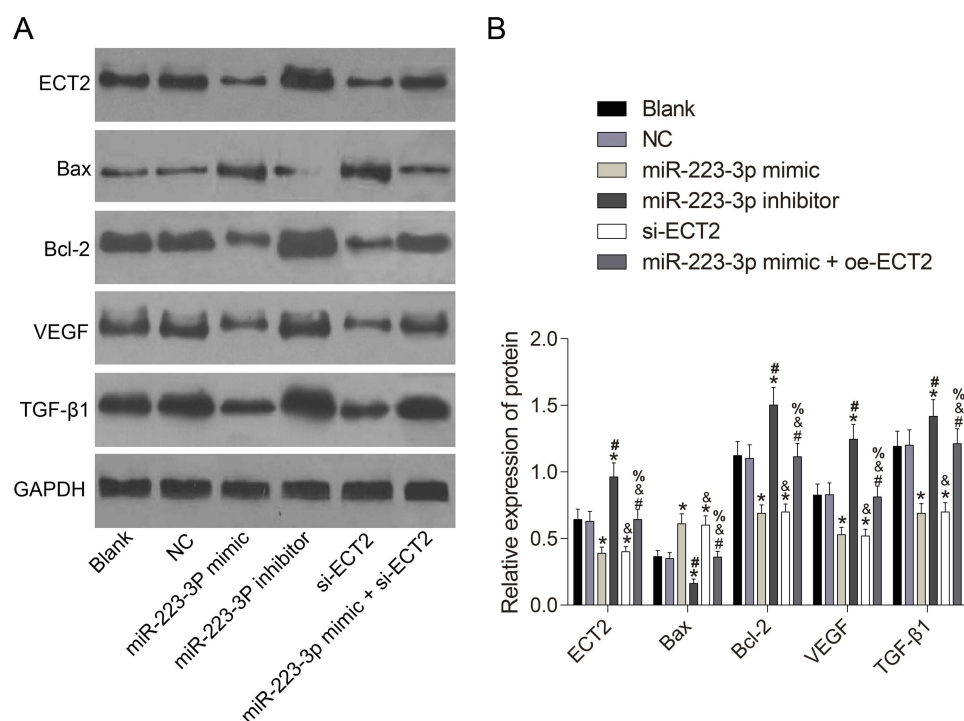 A
ECT2
Bax
Bcl-2
VEGF
TGF-β1
GAPDH
Blank
NC
miR-223-3P mimic
miR-223-3P inhibitor
si-ECT2
miR-223-3p mimic + si-ECT2
B
Blank
NC
miR-223-3p mimic
miR-223-3p inhibitor
si-ECT2
miR-223-3p mimic + oe-ECT2
Relative expression of protein
2.0
1.5
1.0
0.5
0.0
*
#
*
&
*
%
&
#
*
#
*
&
*
%
&
#
*
#
*
&
*
%
&
#
*
#
*
&
*
%
&
#
*
#
*
&
*
%
&
#
ECT2
Bax
Bcl-2
VEGF
TGF-β1